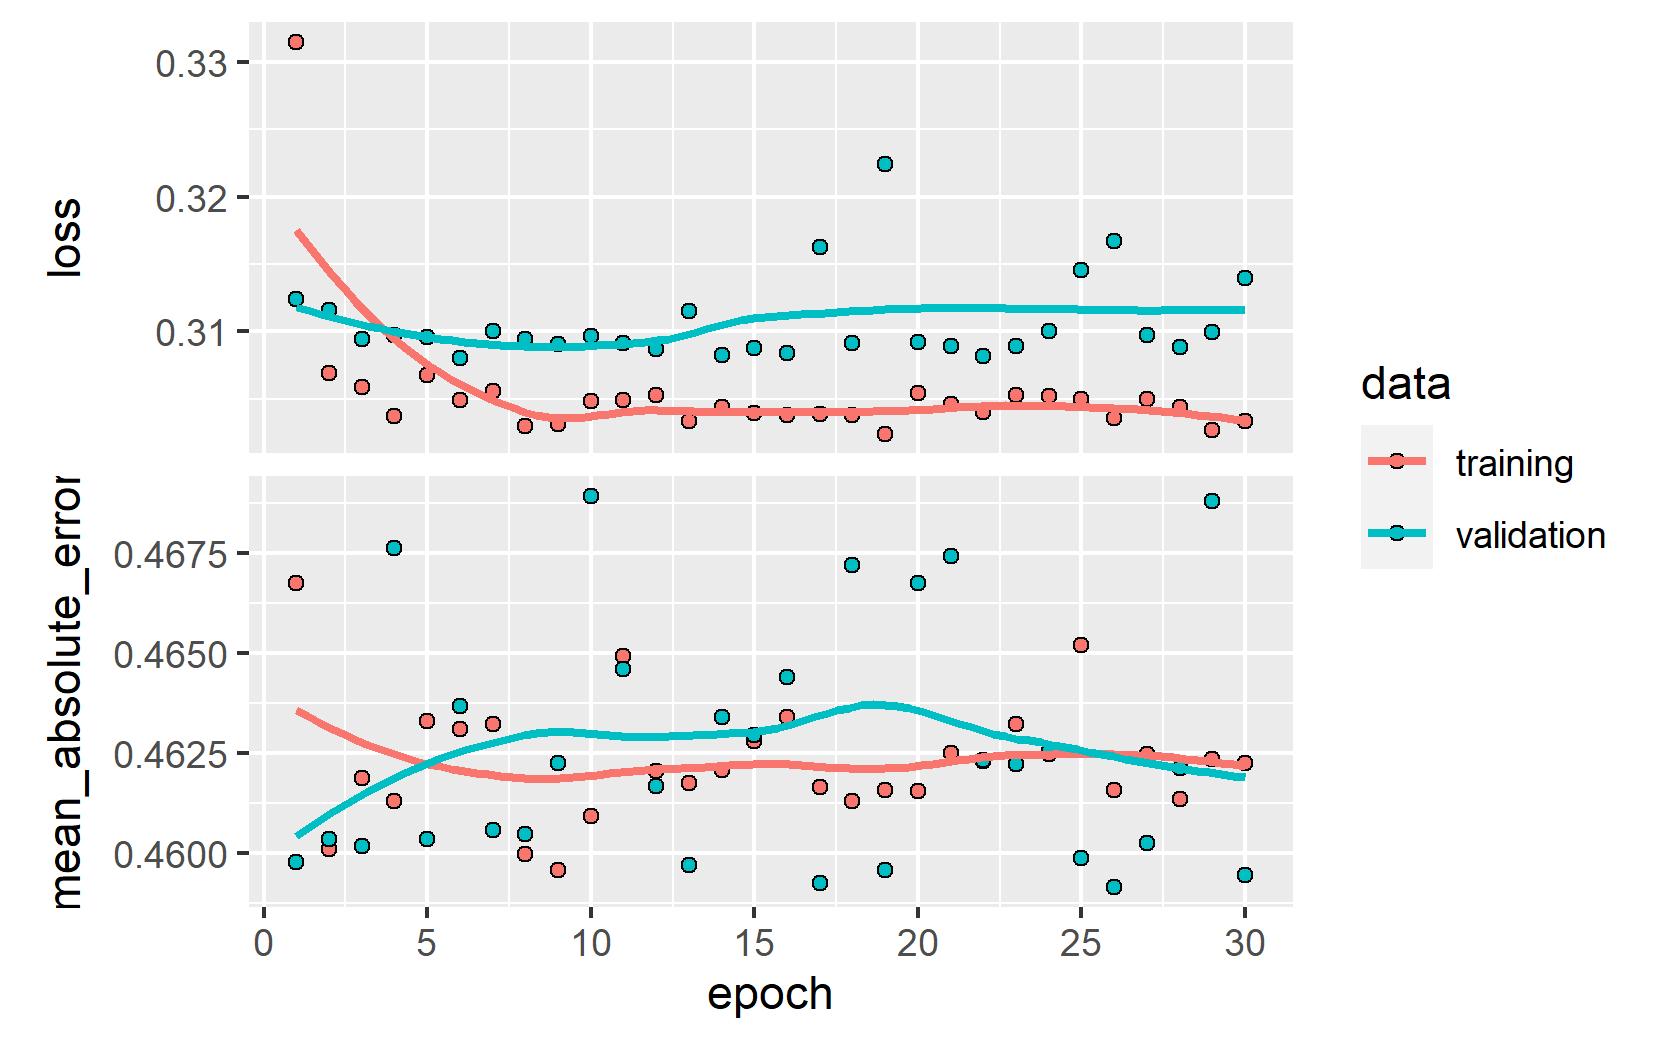 loss
0.33
0.32
0.31
mean_absolute_error
0.4675
0.4650
0.4625
0.4600
0 5 10 15 20 25 30
epoch
data
training
validation